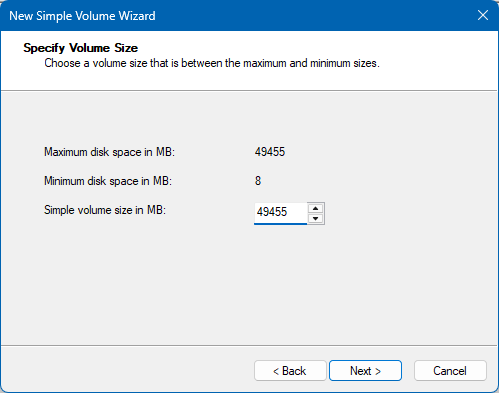 New Simple Volume Wizard
Specify Volume Size
Choose a volume size that is between the maximum and minimum sizes.
Maximum disk space in MB: 49455
Minimum disk space in MB: 8
Simple volume size in MB: 49455
< Back Next > Cancel